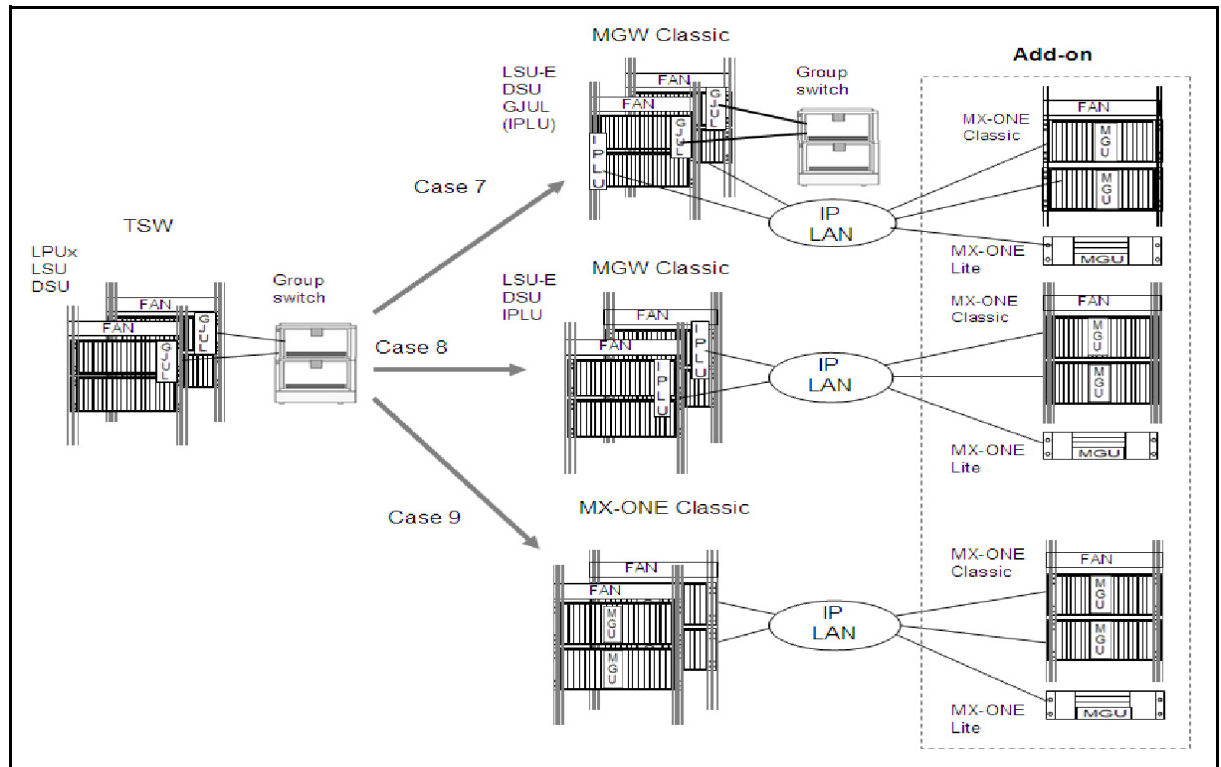 MGW Classic
LSU-E
DSU
GJUL
(IPLU)
FAN
FAN
GJUL
GJUL
IPLU
Group
switch
Case 7
IP
LAN
Add-on
MX-ONE
Classic
FAN
MGU
MGU
MX-ONE
Lite
MGU
TSW
LPUx
LSU
DSU
FAN
FAN
GJUL
GJUL
Group
switch
Case 8
MGW Classic
LSU-E
DSU
IPLU
FAN
FAN
IPLU
IPLU
IP
LAN
MX-ONE
Classic
FAN
MGU
MGU
MX-ONE
Lite
MGU
Case 9
MX-ONE Classic
FAN
FAN
MGU
MGU
IP
LAN
MX-ONE
Classic
FAN
MGU
MGU
MX-ONE
Lite
MGU